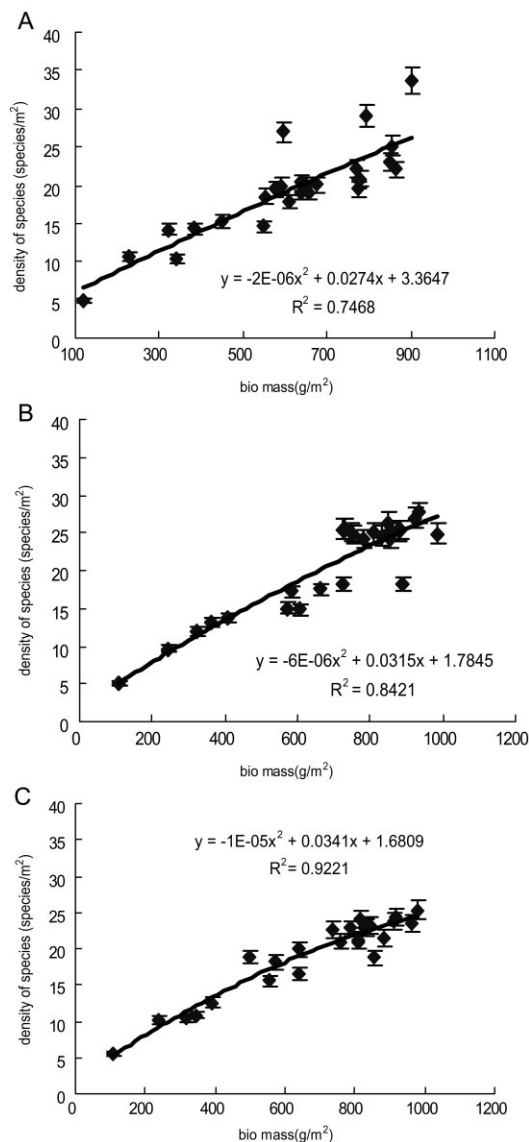 A
density of species (species/m²)
40
35
30
25
20
15
10
5
0
y = -2E-06x² + 0.0274x + 3.3647
R² = 0.7468
100 300 500 700 900 1100
bio mass(g/m²)
B
density of species (species/m²)
40
35
30
25
20
15
10
5
0
y = -6E-06x² + 0.0315x + 1.7845
R² = 0.8421
0 200 400 600 800 1000 1200
bio mass(g/m²)
C
density of species (species/m²)
40
35
30
25
20
15
10
5
0
y = -1E-05x² + 0.0341x + 1.6809
R² = 0.9221
0 200 400 600 800 1000 1200
bio mass(g/m²)